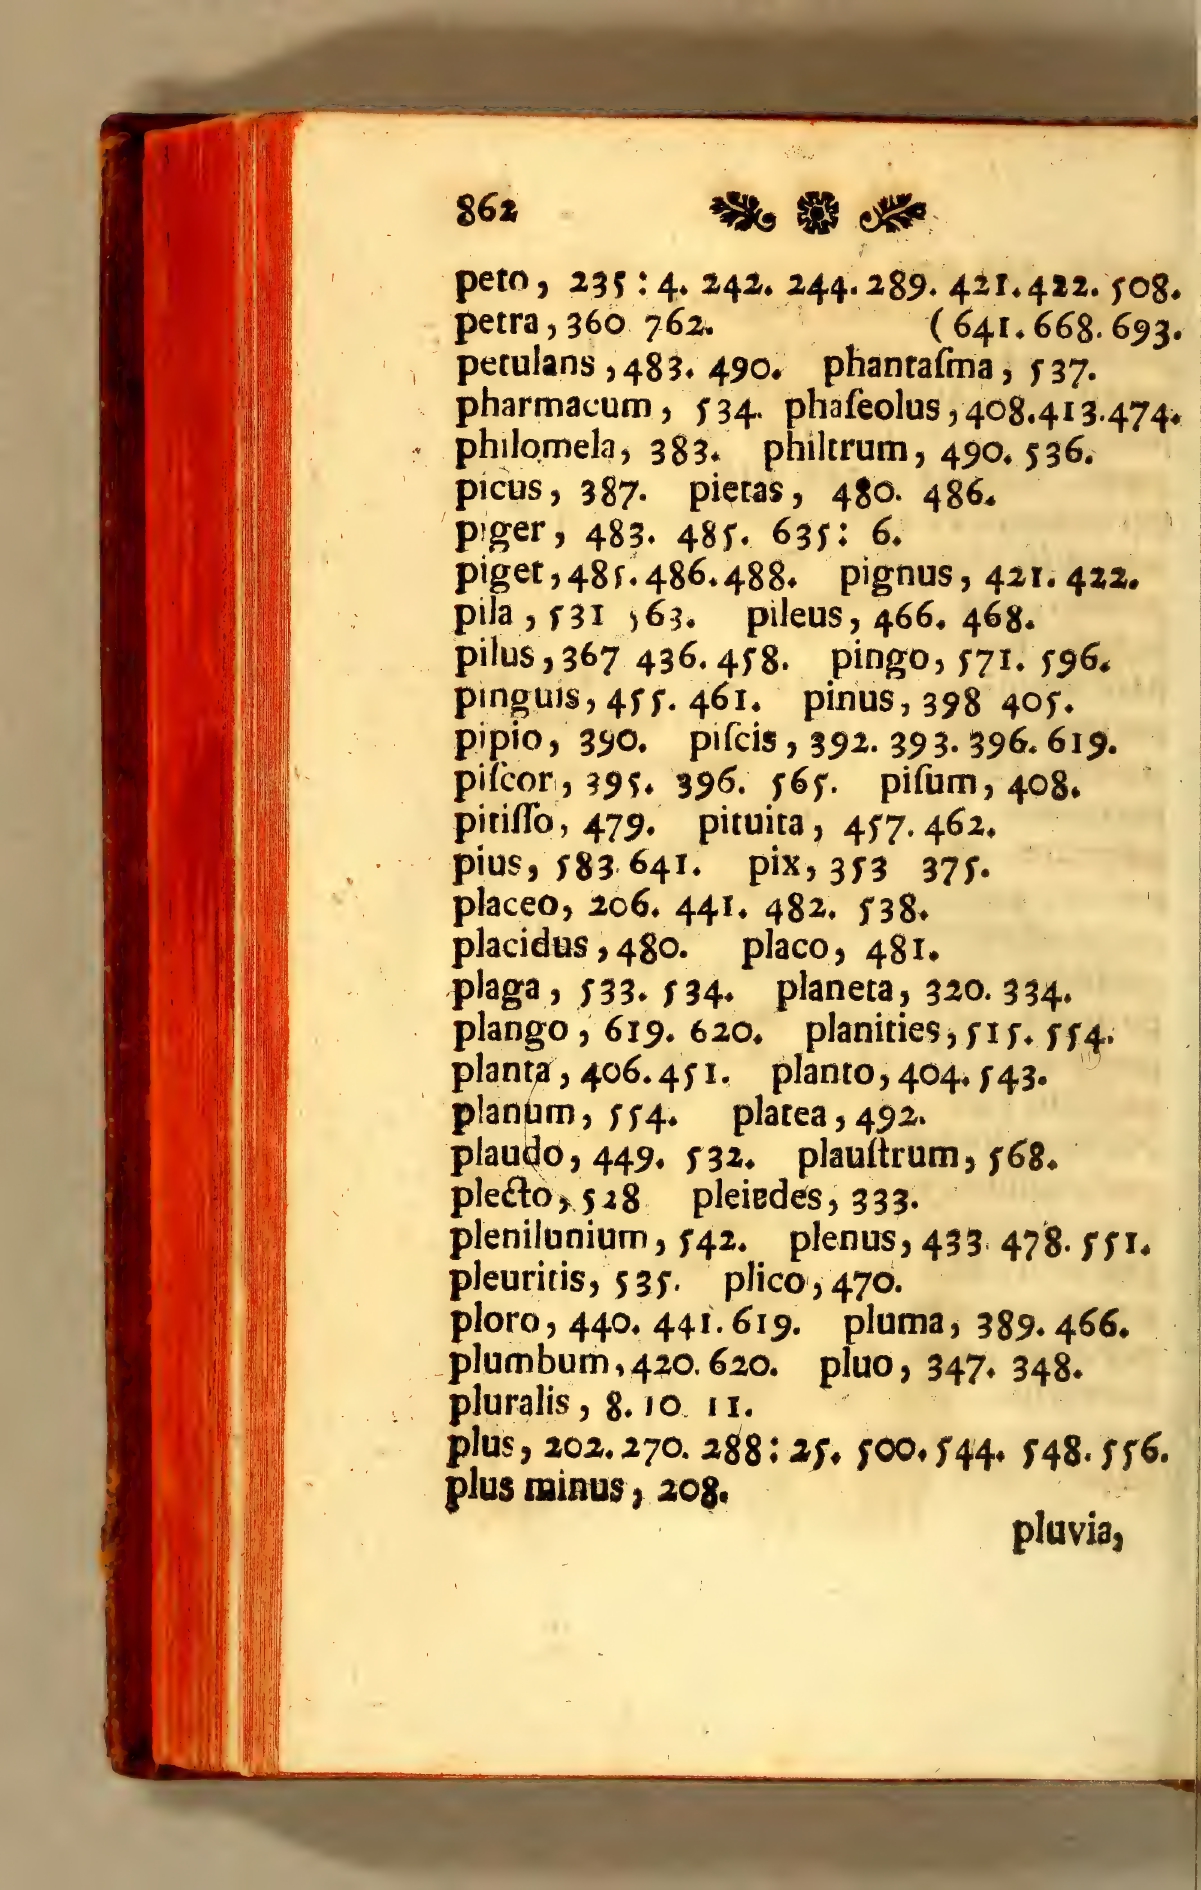 862
peto, 235:4. 242. 244. 289. 421. 422. 508.
petra, 360 762. (641. 668. 693.
petulans, 483. 490. phantaſma, 537.
pharmacum, 534. phaſeolus, 408. 413. 474.
philomela, 383. philtrum, 490. 536.
picus, 387. pietas, 480. 486.
piger, 483. 485. 635: 6.
piget, 485. 486. 488. pignus, 421. 422.
pila, 531 563. pileus, 466. 468.
pilus, 367 436. 458. pingo, 571. 596.
pinguis, 455. 461. pinus, 398 405.
pipio, 390. piſcis, 392. 393. 396. 619.
piſcor, 395. 396. 565. piſum, 408.
pitiſſo, 479. pituita, 457. 462.
pius, 583. 641. pix, 353 375.
placeo, 206. 441. 482. 538.
placidus, 480. placo, 481.
plaga, 533. 534. planeta, 320. 334.
plango, 619. 620. planities, 515. 554.
planta, 406. 451. planto, 404. 543.
planum, 554. platea, 492.
plaudo, 449. 532. plauſtrum, 568.
plecto, 528 pleiedes, 333.
plenilunium, 542. plenus, 433. 478. 551.
pleuritis, 535. plico, 470.
ploro, 440. 441. 619. pluma, 389. 466.
plumbum, 420. 620. pluo, 347. 348.
pluralis, 8. 10. 11.
plus, 202. 270. 288: 25. 500. 544. 548. 556.
plus minus, 208.
pluvia,